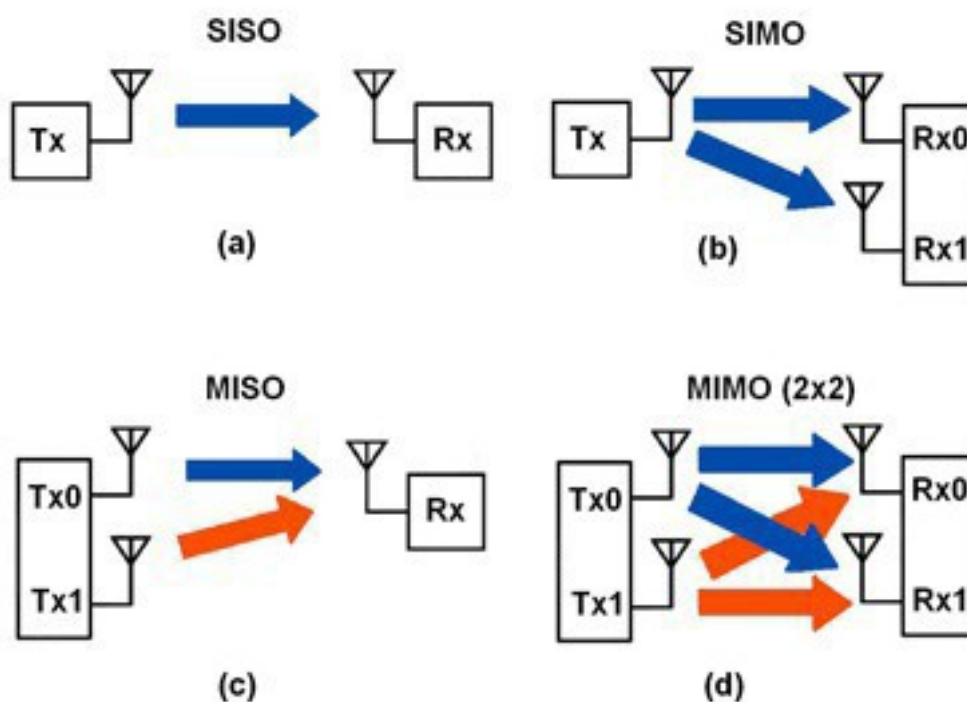 SISO
Tx
Rx
(a)
SIMO
Tx
Rx0
Rx1
(b)
MISO
Tx0
Tx1
Rx
(c)
MIMO (2x2)
Tx0
Tx1
Rx0
Rx1
(d)